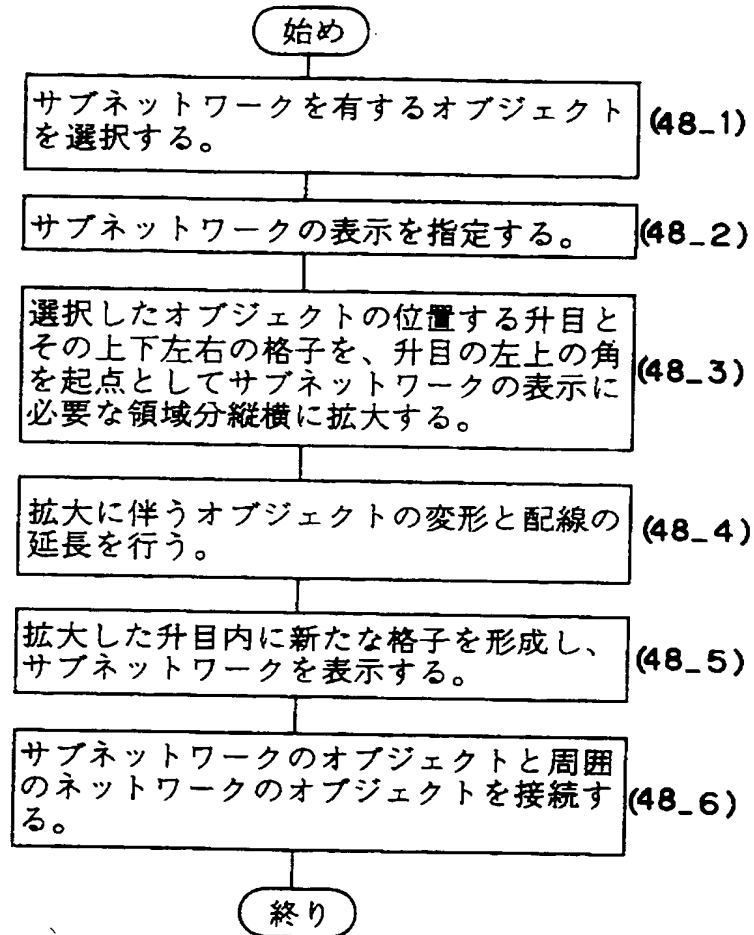 始め
サブネットワークを有するオブジェクト
を選択する。
(48_1)
サブネットワークの表示を指定する。
(48_2)
選択したオブジェクトの位置する升目と
その上下左右の格子を、升目の左上の角
を起点としてサブネットワークの表示に
必要な領域分縦横に拡大する。
(48_3)
拡大に伴うオブジェクトの変形と配線の
延長を行う。
(48_4)
拡大した升目内に新たな格子を形成し、
サブネットワークを表示する。
(48_5)
サブネットワークのオブジェクトと周囲
のネットワークのオブジェクトを接続す
る。
(48_6)
終り